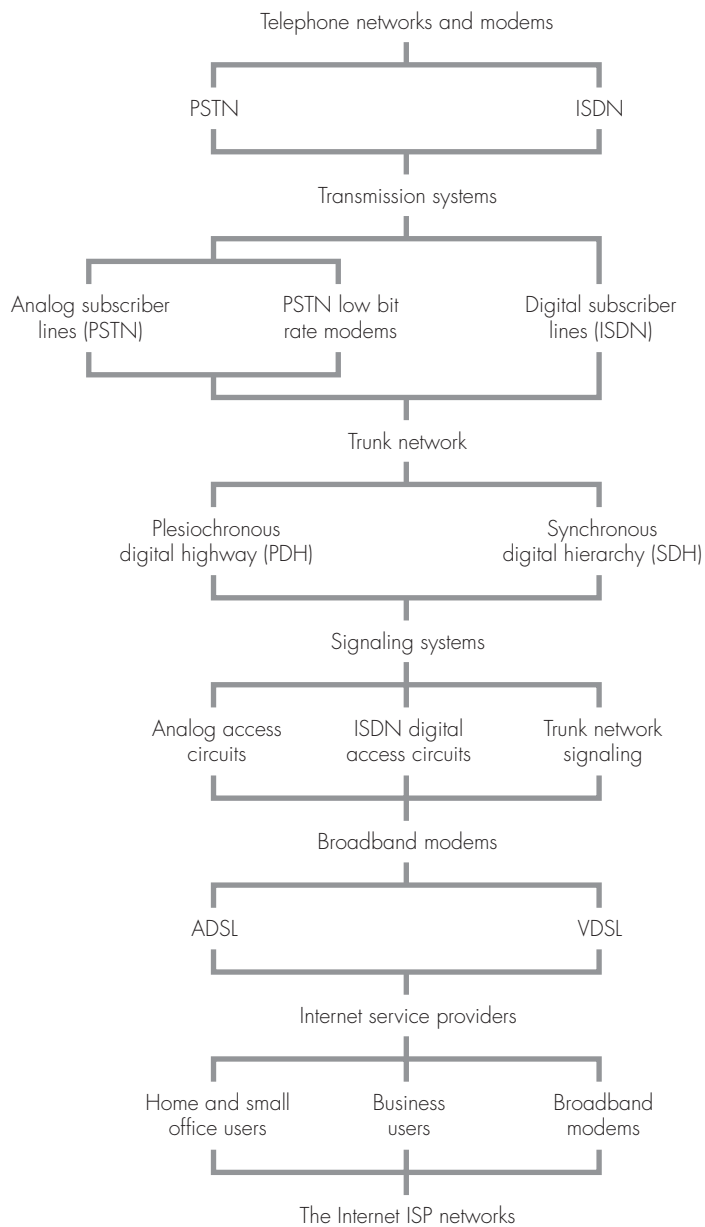 Telephone networks and modems
PSTN
ISDN
Transmission systems
Analog subscriber
lines (PSTN)
PSTN low bit
rate modems
Digital subscriber
lines (ISDN)
Trunk network
Plesiochronous
digital highway (PDH)
Synchronous
digital hierarchy (SDH)
Signaling systems
Analog access
circuits
ISDN digital
access circuits
Trunk network
signaling
Broadband modems
ADSL
VDSL
Internet service providers
Home and small
office users
Business
users
Broadband
modems
The Internet ISP networks